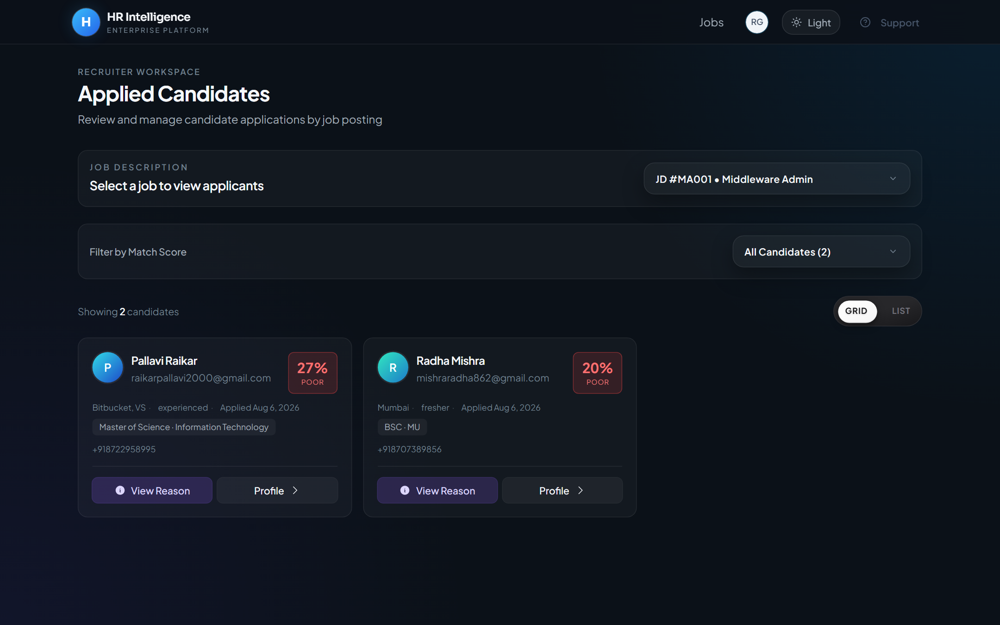 H
HR Intelligence
ENTERPRISE PLATFORM
Jobs
RG
Light
Support
RECRUITER WORKSPACE
Applied Candidates
Review and manage candidate applications by job posting
JOB DESCRIPTION
Select a job to view applicants
JD #MA001 • Middleware Admin
Filter by Match Score
All Candidates (2)
Showing 2 candidates
GRID
LIST
P
Pallavi Raikar
raikarpallavi2000@gmail.com
27%
POOR
Bitbucket, VS · experienced · Applied Aug 6, 2026
Master of Science · Information Technology
+918722958995
View Reason
Profile
R
Radha Mishra
mishraradha862@gmail.com
20%
POOR
Mumbai · fresher · Applied Aug 6, 2026
BSC · MU
+918707389856
View Reason
Profile